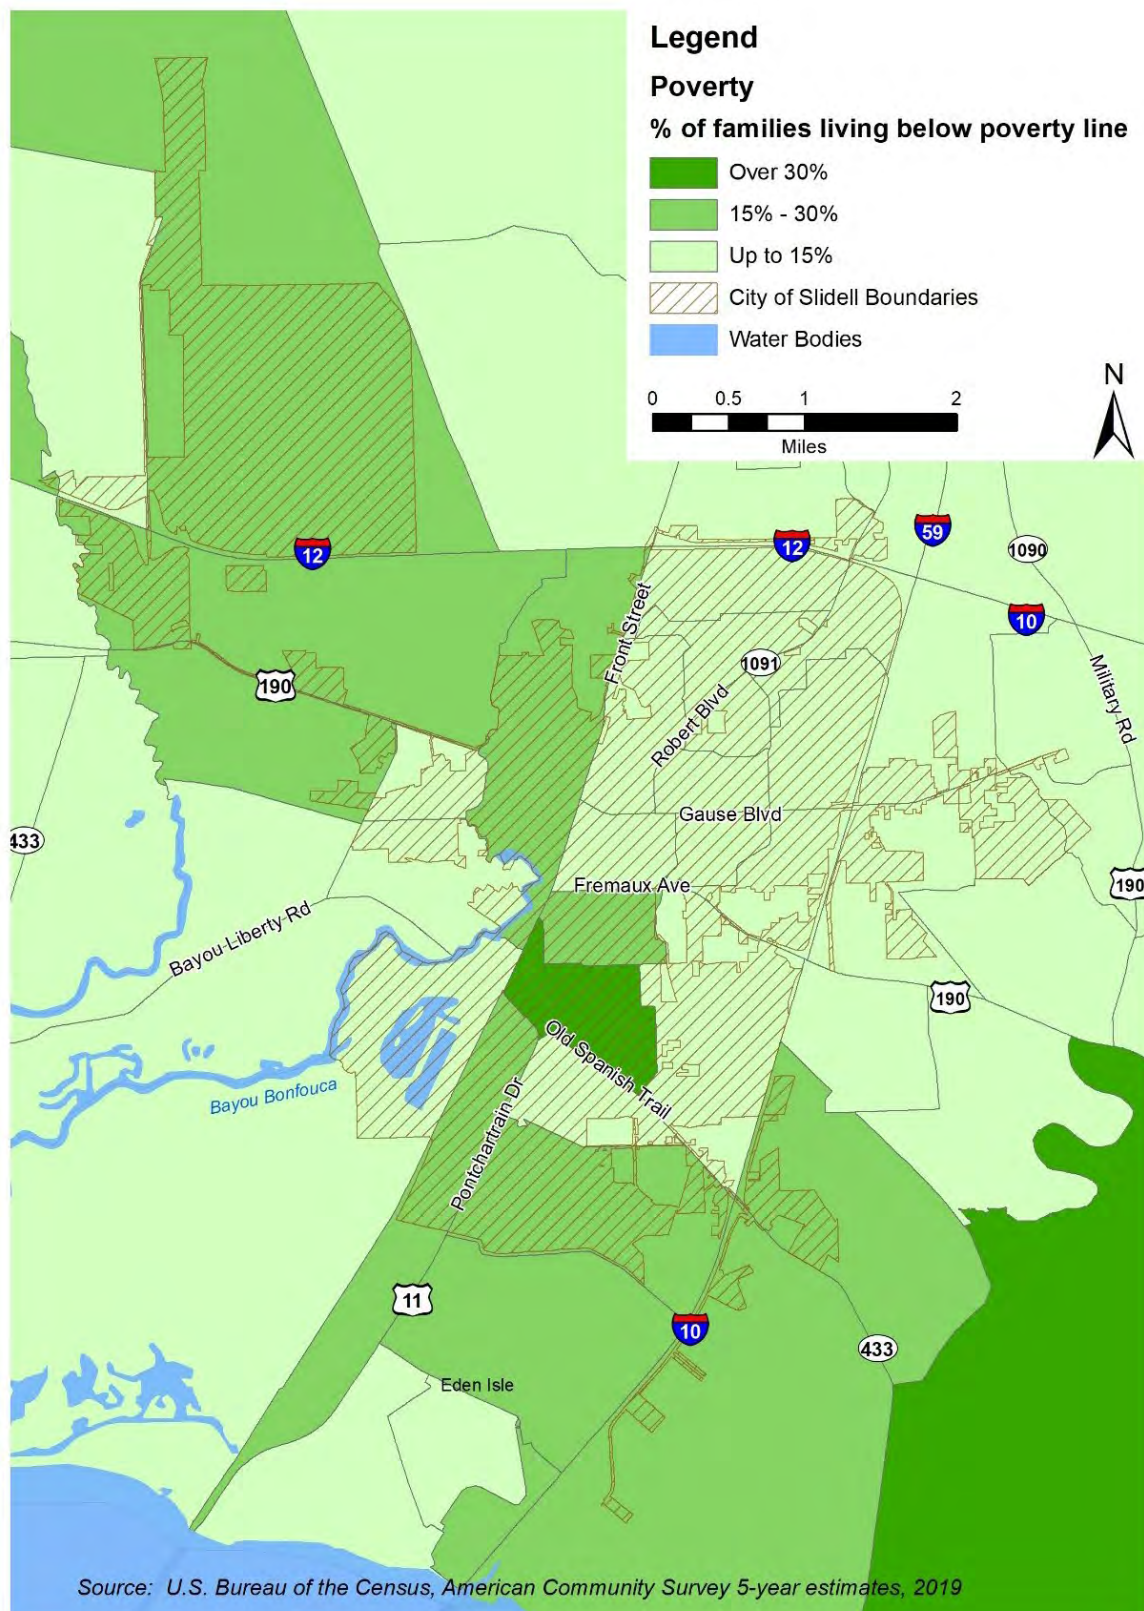 Legend
Poverty
% of families living below poverty line
Over 30%
15% - 30%
Up to 15%
City of Slidell Boundaries
Water Bodies
0 0.5 1 2
Miles
N
12
12
59
1090
10
Front Street
1091
Military Rd
190
Robert Blvd
Gause Blvd
433
190
Fremaux Ave
Bayou Liberty Rd
190
Old Spanish Trail
Bayou Bonfouca
Pontchartrain Dr
11
10
433
Eden Isle
Source: U.S. Bureau of the Census, American Community Survey 5-year estimates, 2019